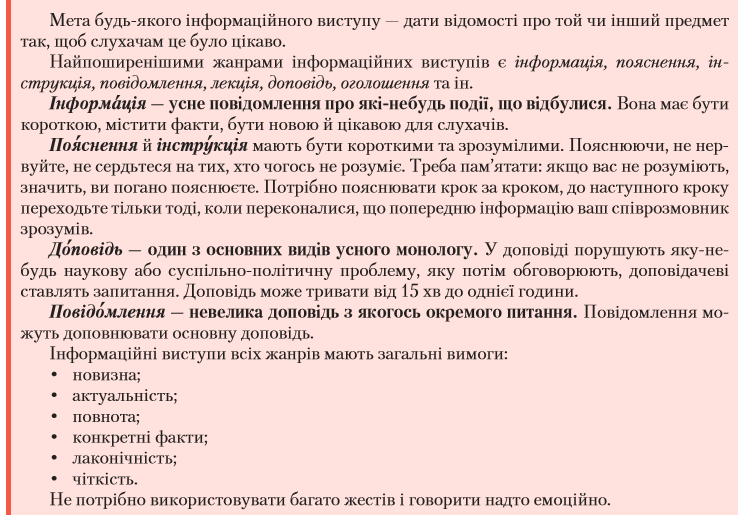 Мета будь-якого інформаційного виступу — дати відомості про той чи інший предмет
так, щоб слухачам це було цікаво.
Найпоширенішими жанрами інформаційних виступів є інформація, пояснення, ін-
струкція, повідомлення, лекція, доповідь, оголошення та ін.
Інформа́ція — усне повідомлення про які-небудь події, що відбулися. Вона має бути
короткою, містити факти, бути новою й цікавою для слухачів.
Поя́снення й інстру́кція мають бути короткими та зрозумілими. Пояснюючи, не нер-
вуйте, не сердьтеся на тих, хто чогось не розуміє. Треба пам’ятати: якщо вас не розуміють,
значить, ви погано пояснюєте. Потрібно пояснювати крок за кроком, до наступного кроку
переходьте тільки тоді, коли переконалися, що попередню інформацію ваш співрозмовник
зрозумів.
До́повідь — один з основних видів усного монологу. У доповіді порушують яку-не-
будь наукову або суспільно-політичну проблему, яку потім обговорюють, доповідачеві
ставлять запитання. Доповідь може тривати від 15 хв до однієї години.
Повідо́млення — невелика доповідь з якогось окремого питання. Повідомлення мо-
жуть доповнювати основну доповідь.
Інформаційні виступи всіх жанрів мають загальні вимоги:
• новизна;
• актуальність;
• повнота;
• конкретні факти;
• лаконічність;
• чіткість.
Не потрібно використовувати багато жестів і говорити надто емоційно.